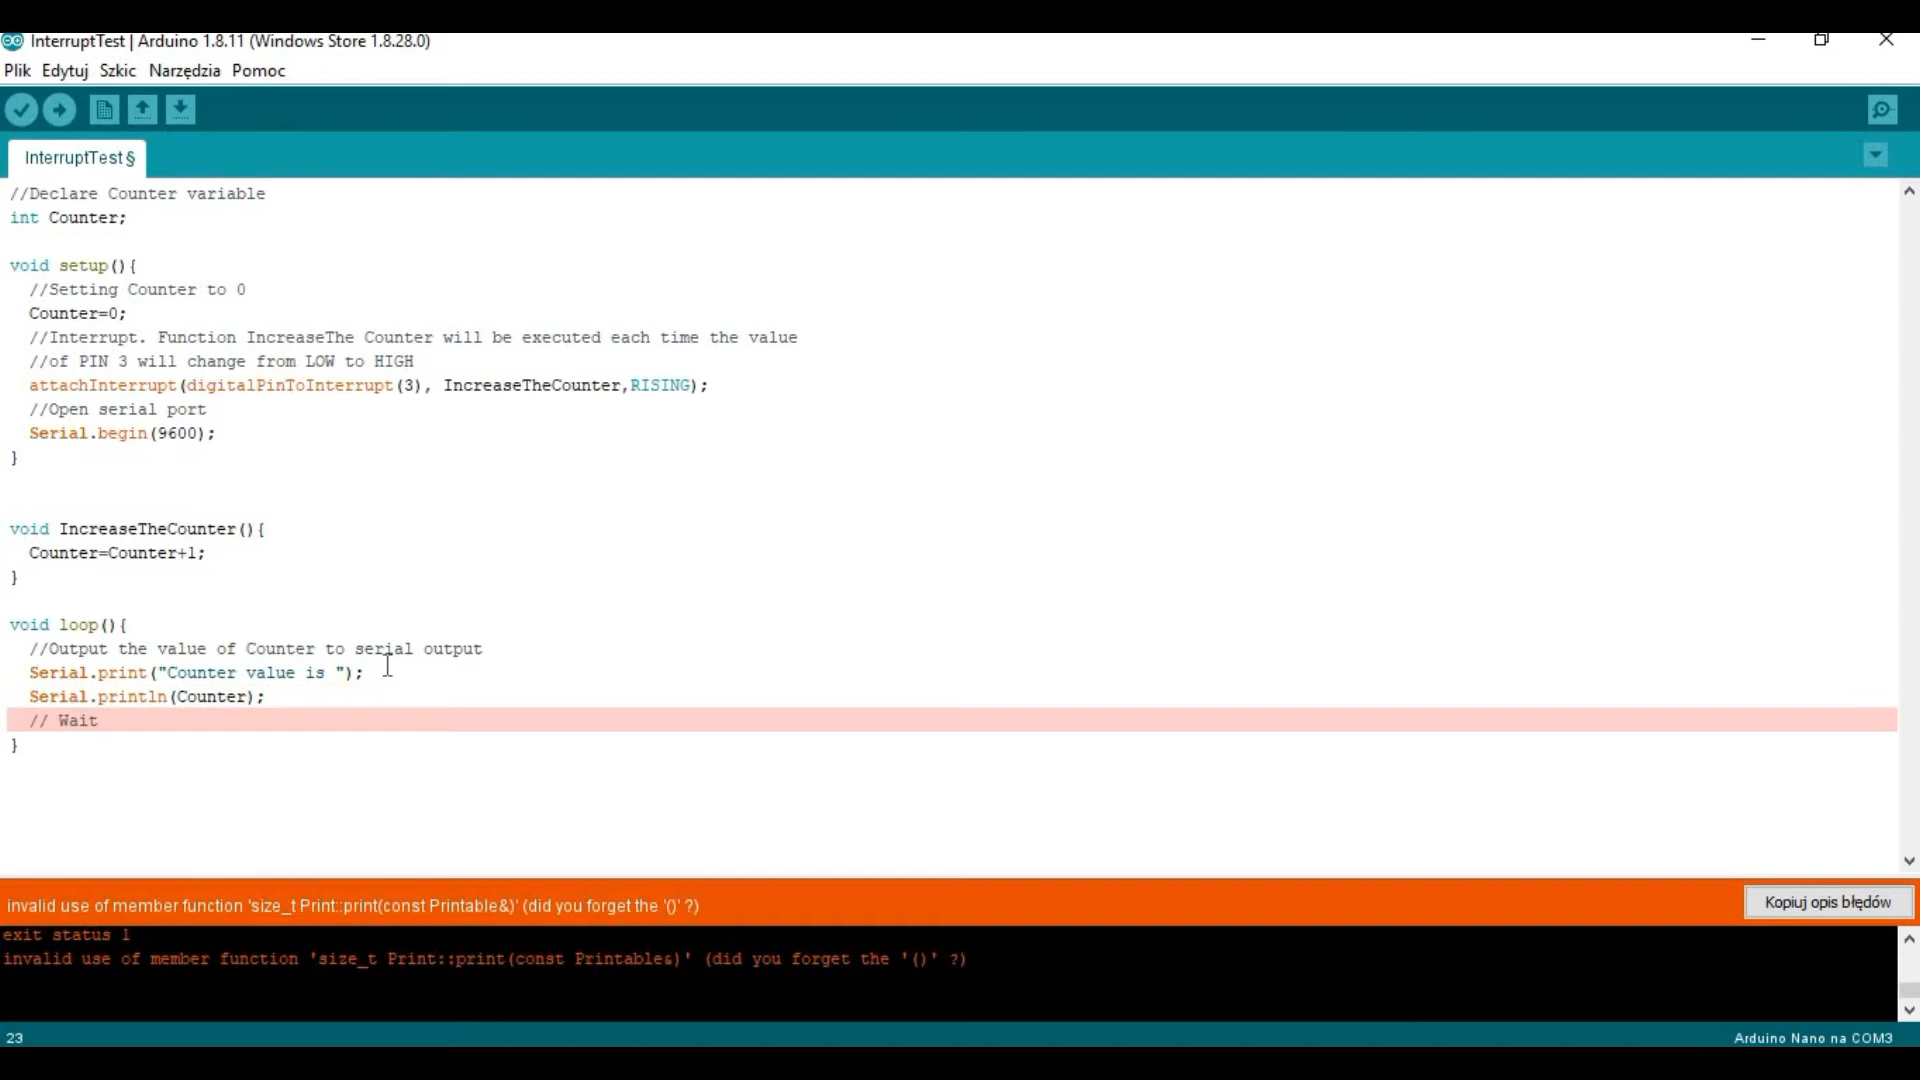 InterruptTest | Arduino 1.8.11 (Windows Store 1.8.28.0)
Plik Edytuj Szkic Narzędzia Pomoc
InterruptTest §
//Declare Counter variable
int Counter;
void setup(){
//Setting Counter to 0
Counter=0;
//Interrupt. Function IncreaseThe Counter will be executed each time the value
//of PIN 3 will change from LOW to HIGH
attachInterrupt(digitalPinToInterrupt(3), IncreaseTheCounter,RISING);
//Open serial port
Serial.begin(9600);
}
void IncreaseTheCounter(){
Counter=Counter+1;
}
void loop(){
//Output the value of Counter to serial output
Serial.print("Counter value is ");
Serial.println(Counter);
// Wait
}
invalid use of member function 'size_t Print::print(const Printable&)' (did you forget the '()' ?)
Kopiuj opis błędów
exit status 1
invalid use of member function 'size_t Print::print(const Printable&)' (did you forget the '()' ?)
23
Arduino Nano na COM3